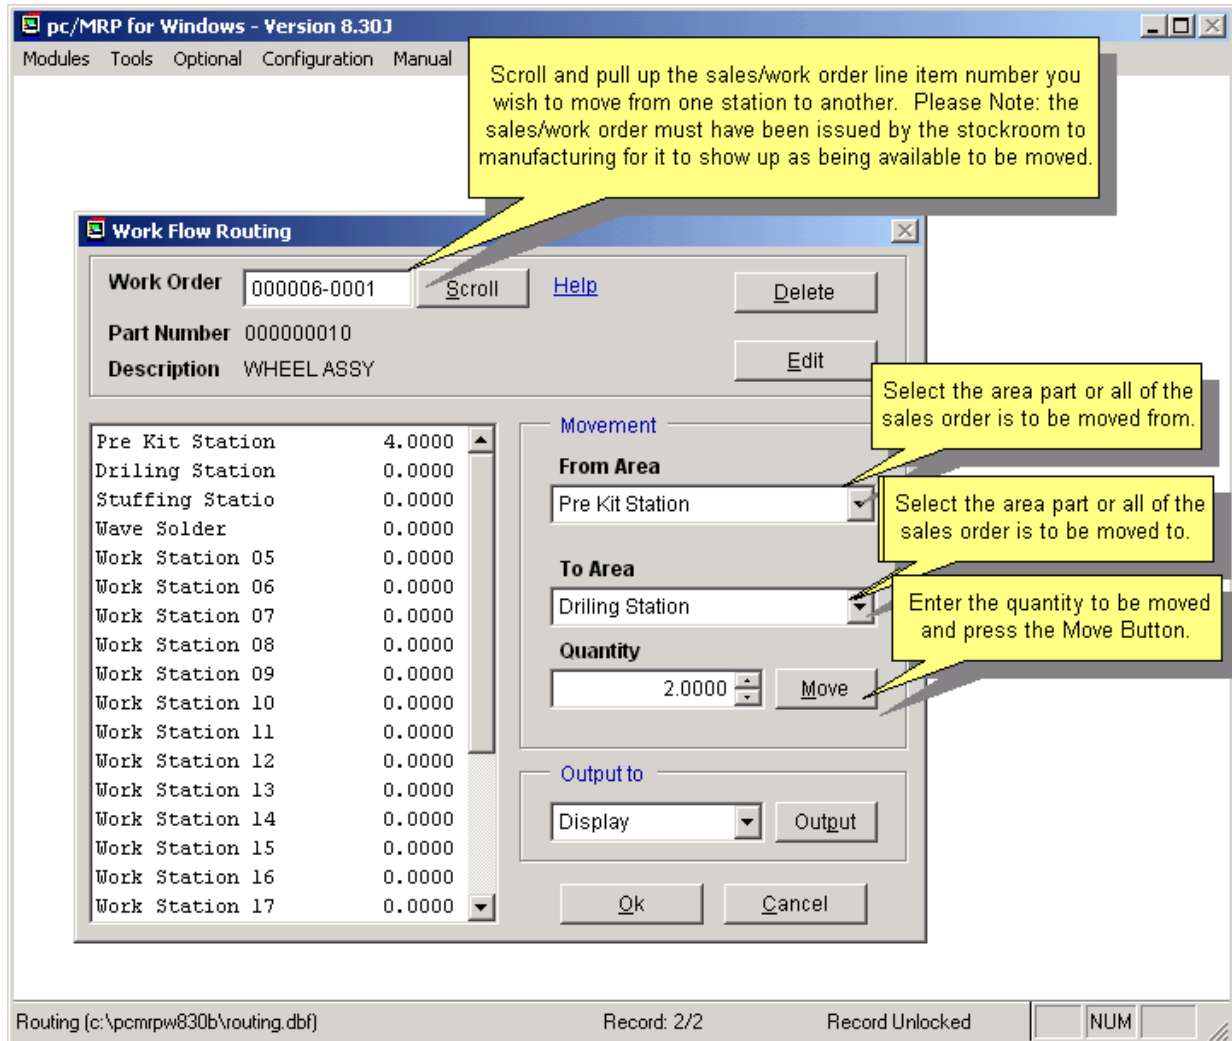 pc/MRP for Windows - Version 8.30J
Modules Tools Optional Configuration Manual
Scroll and pull up the sales/work order line item number you
wish to move from one station to another. Please Note: the
sales/work order must have been issued by the stockroom to
manufacturing for it to show up as being available to be moved.
Work Flow Routing
Work Order 000006-0001 Scroll Help Delete
Part Number 000000010
Description WHEEL ASSY
Edit
Select the area part or all of the
sales order is to be moved from.
Pre Kit Station 4.0000
Driling Station 0.0000
Stuffing Statio 0.0000
Wave Solder 0.0000
Work Station 05 0.0000
Work Station 06 0.0000
Work Station 07 0.0000
Work Station 08 0.0000
Work Station 09 0.0000
Work Station 10 0.0000
Work Station 11 0.0000
Work Station 12 0.0000
Work Station 13 0.0000
Work Station 14 0.0000
Work Station 15 0.0000
Work Station 16 0.0000
Work Station 17 0.0000
Movement
From Area
Pre Kit Station
Select the area part or all of the
sales order is to be moved to.
To Area
Driling Station
Enter the quantity to be moved
and press the Move Button.
Quantity
2.0000 Move
Output to
Display Output
Ok Cancel
Routing (c:\pcmrpw830b\routing.dbf) Record: 2/2 Record Unlocked NUM